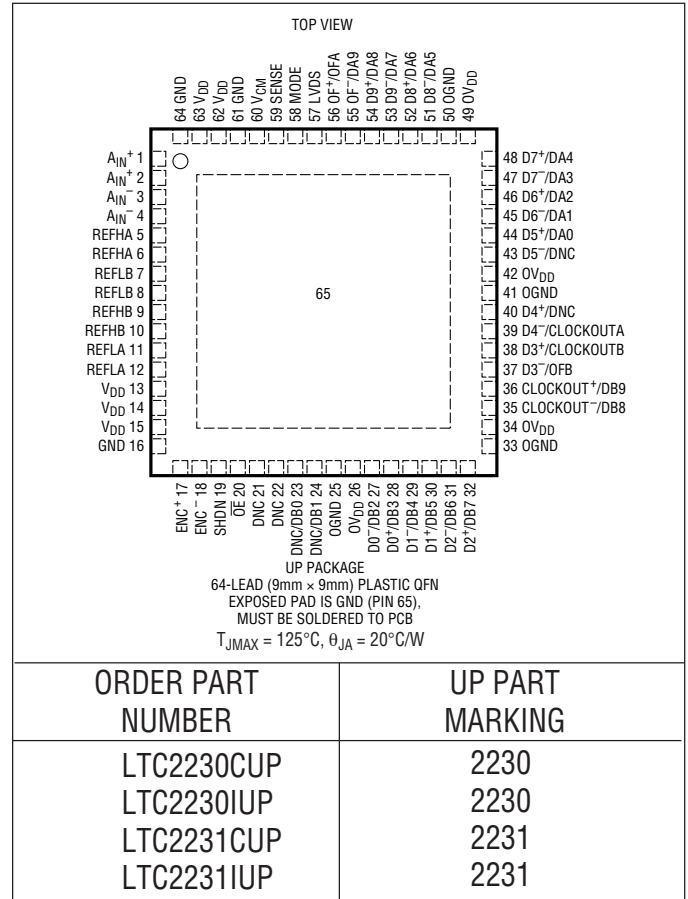 TOP VIEW
64 GND
63 VDD
62 VDD
61 GND
60 VCM
59 SENSE
58 MODE
57 LVDS
56 OF+/OFA
55 OF–/DA9
54 D9+/DA8
53 D9–/DA7
52 D8+/DA6
51 D8–/DA5
50 OGND
49 OVDD
AIN+ 1
AIN+ 2
AIN– 3
AIN– 4
REFHA 5
REFHA 6
REFLB 7
REFLB 8
REFHB 9
REFHB 10
REFLA 11
REFLA 12
VDD 13
VDD 14
VDD 15
GND 16
65
48 D7+/DA4
47 D7–/DA3
46 D6+/DA2
45 D6–/DA1
44 D5+/DA0
43 D5–/DNC
42 OVDD
41 OGND
40 D4+/DNC
39 D4–/CLOCKOUTA
38 D3+/CLOCKOUTB
37 D3–/OFB
36 CLOCKOUT+/DB9
35 CLOCKOUT–/DB8
34 OVDD
33 OGND
ENC+ 17
ENC– 18
SHDN 19
OE 20
DNC 21
DNC 22
DNC/DB0 23
DNC/DB1 24
OGND 25
OVDD 26
D0–/DB2 27
D0+/DB3 28
D1–/DB4 29
D1+/DB5 30
D2–/DB6 31
D2+/DB7 32
UP PACKAGE
64-LEAD (9mm × 9mm) PLASTIC QFN
EXPOSED PAD IS GND (PIN 65),
MUST BE SOLDERED TO PCB
TJMAX = 125°C, θJA = 20°C/W
ORDER PART NUMBER
UP PART MARKING
LTC2230CUP 2230
LTC2230IUP 2230
LTC2231CUP 2231
LTC2231IUP 2231